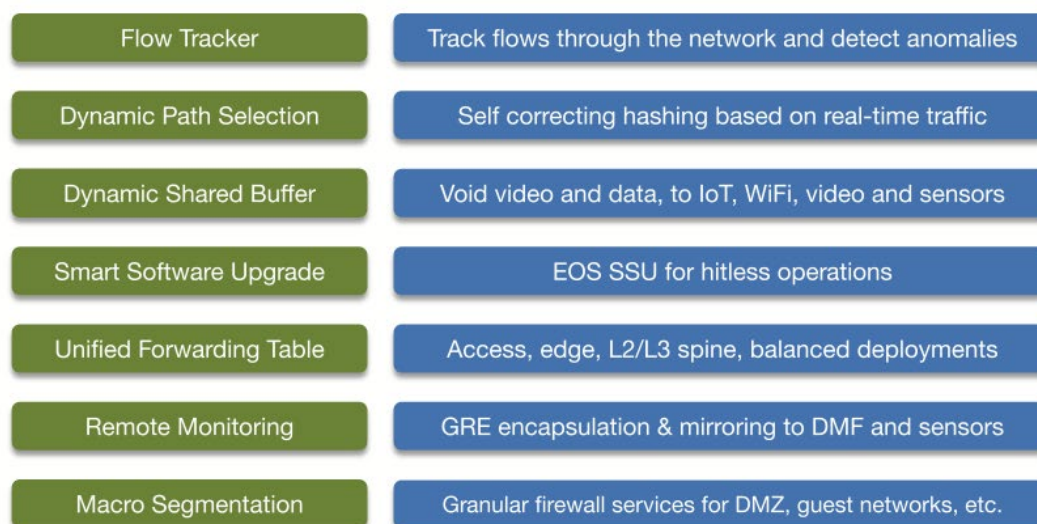 Flow Tracker
Track flows through the network and detect anomalies
Dynamic Path Selection
Self correcting hashing based on real-time traffic
Dynamic Shared Buffer
Void video and data, to IoT, WiFi, video and sensors
Smart Software Upgrade
EOS SSU for hitless operations
Unified Forwarding Table
Access, edge, L2/L3 spine, balanced deployments
Remote Monitoring
GRE encapsulation & mirroring to DMF and sensors
Macro Segmentation
Granular firewall services for DMZ, guest networks, etc.